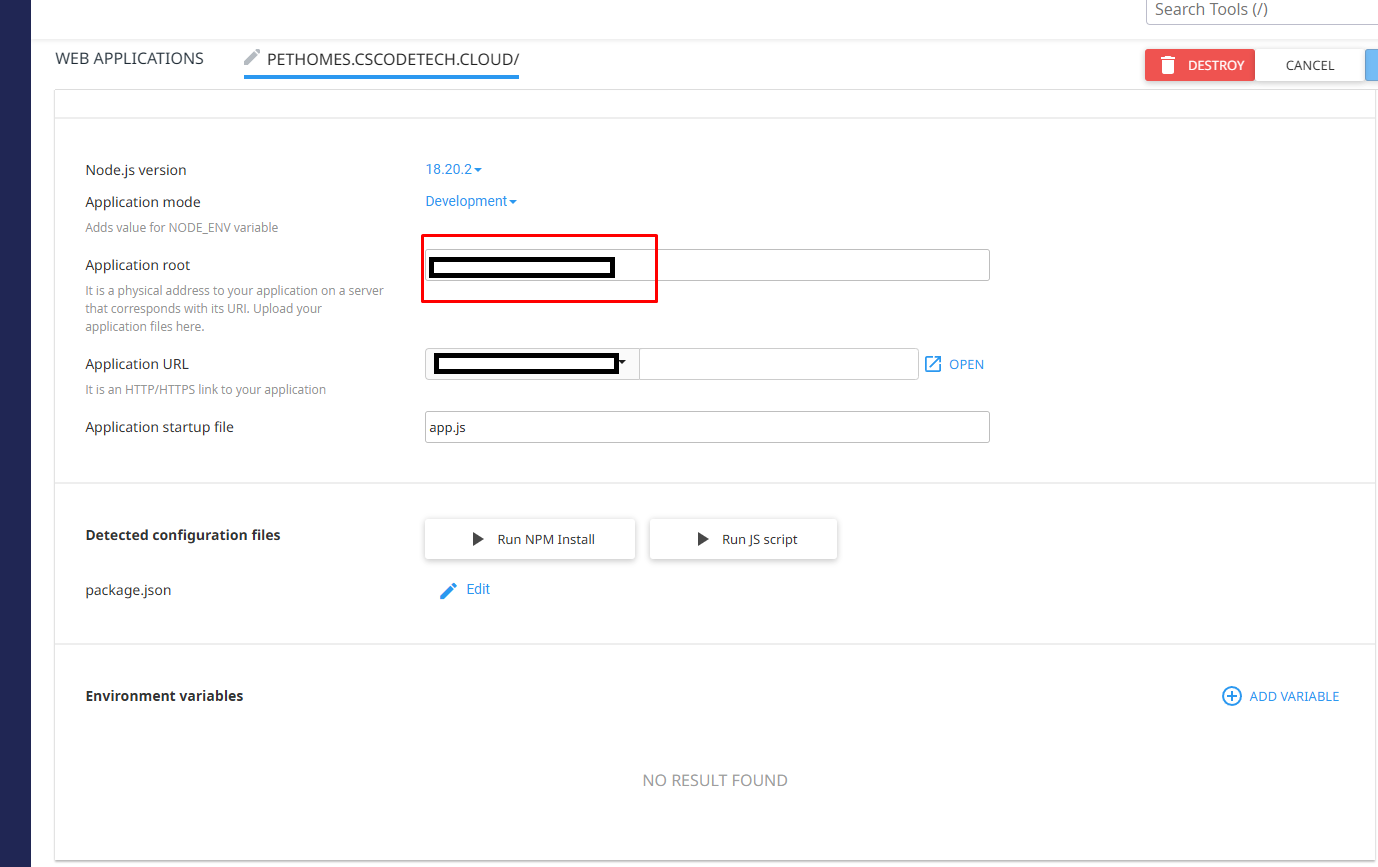 Search Tools (/)
WEB APPLICATIONS
PETHOMES.CSCODETECH.CLOUD/
DESTROY
CANCEL
Node.js version
18.20.2
Application mode
Development
Adds value for NODE_ENV variable
Application root
It is a physical address to your application on a server
that corresponds with its URI. Upload your
application files here.
Application URL
OPEN
It is an HTTP/HTTPS link to your application
Application startup file
app.js
Detected configuration files
Run NPM Install
Run JS script
package.json
Edit
Environment variables
ADD VARIABLE
NO RESULT FOUND